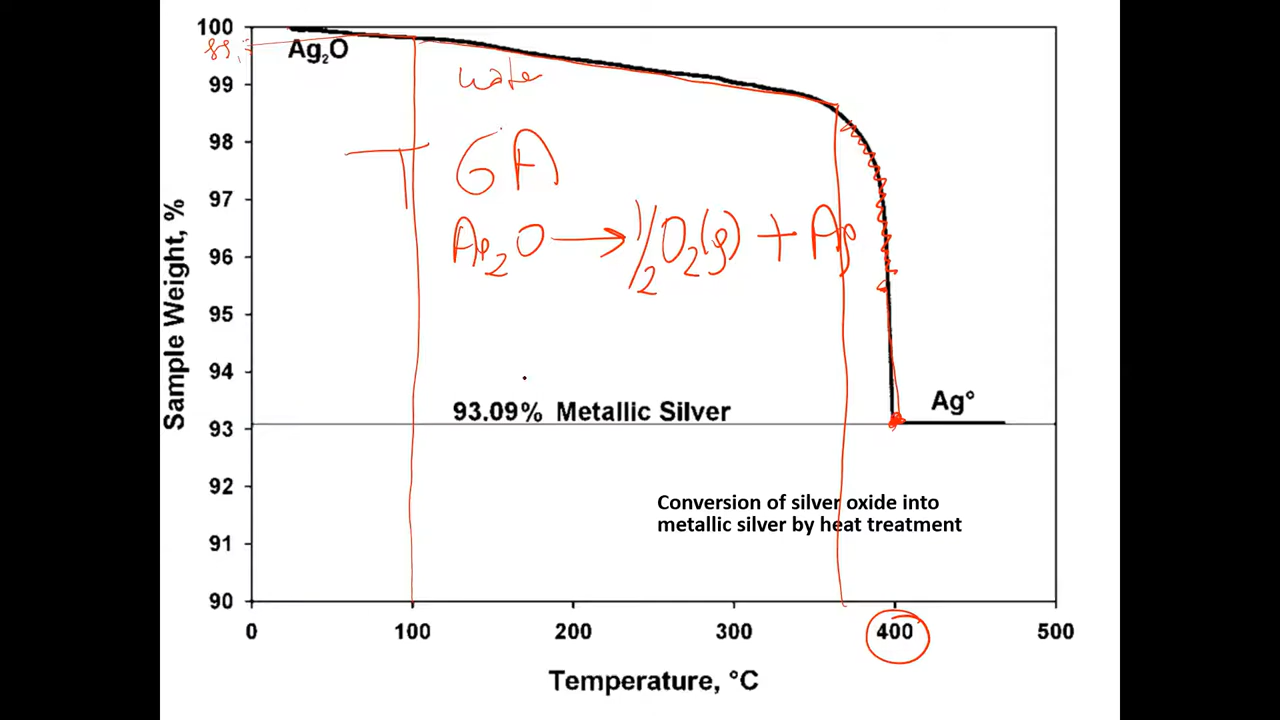 100
99
98
97
96
95
94
93
92
91
90
Sample Weight, %
Ag₂O
water
TGA
Ag₂O → 1/2 O₂(g) + Ag
93.09% Metallic Silver
Ag°
Conversion of silver oxide into
metallic silver by heat treatment
0 100 200 300 400 500
Temperature, °C